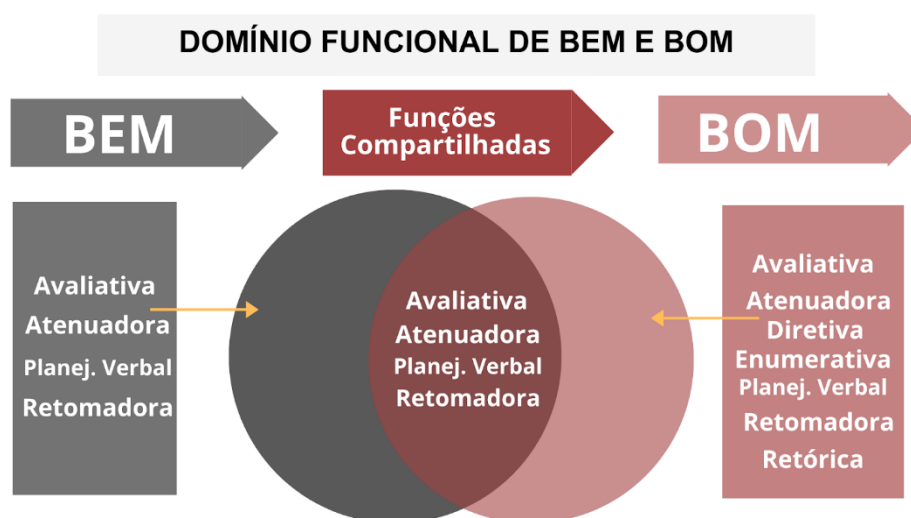 DOMÍNIO FUNCIONAL DE BEM E BOM
BEM
Funções
Compartilhadas
BOM
Avaliativa
Atenuadora
Planej. Verbal
Retomadora
Avaliativa
Atenuadora
Planej. Verbal
Retomadora
Avaliativa
Atenuadora
Diretiva
Enumerativa
Planej. Verbal
Retomadora
Retórica